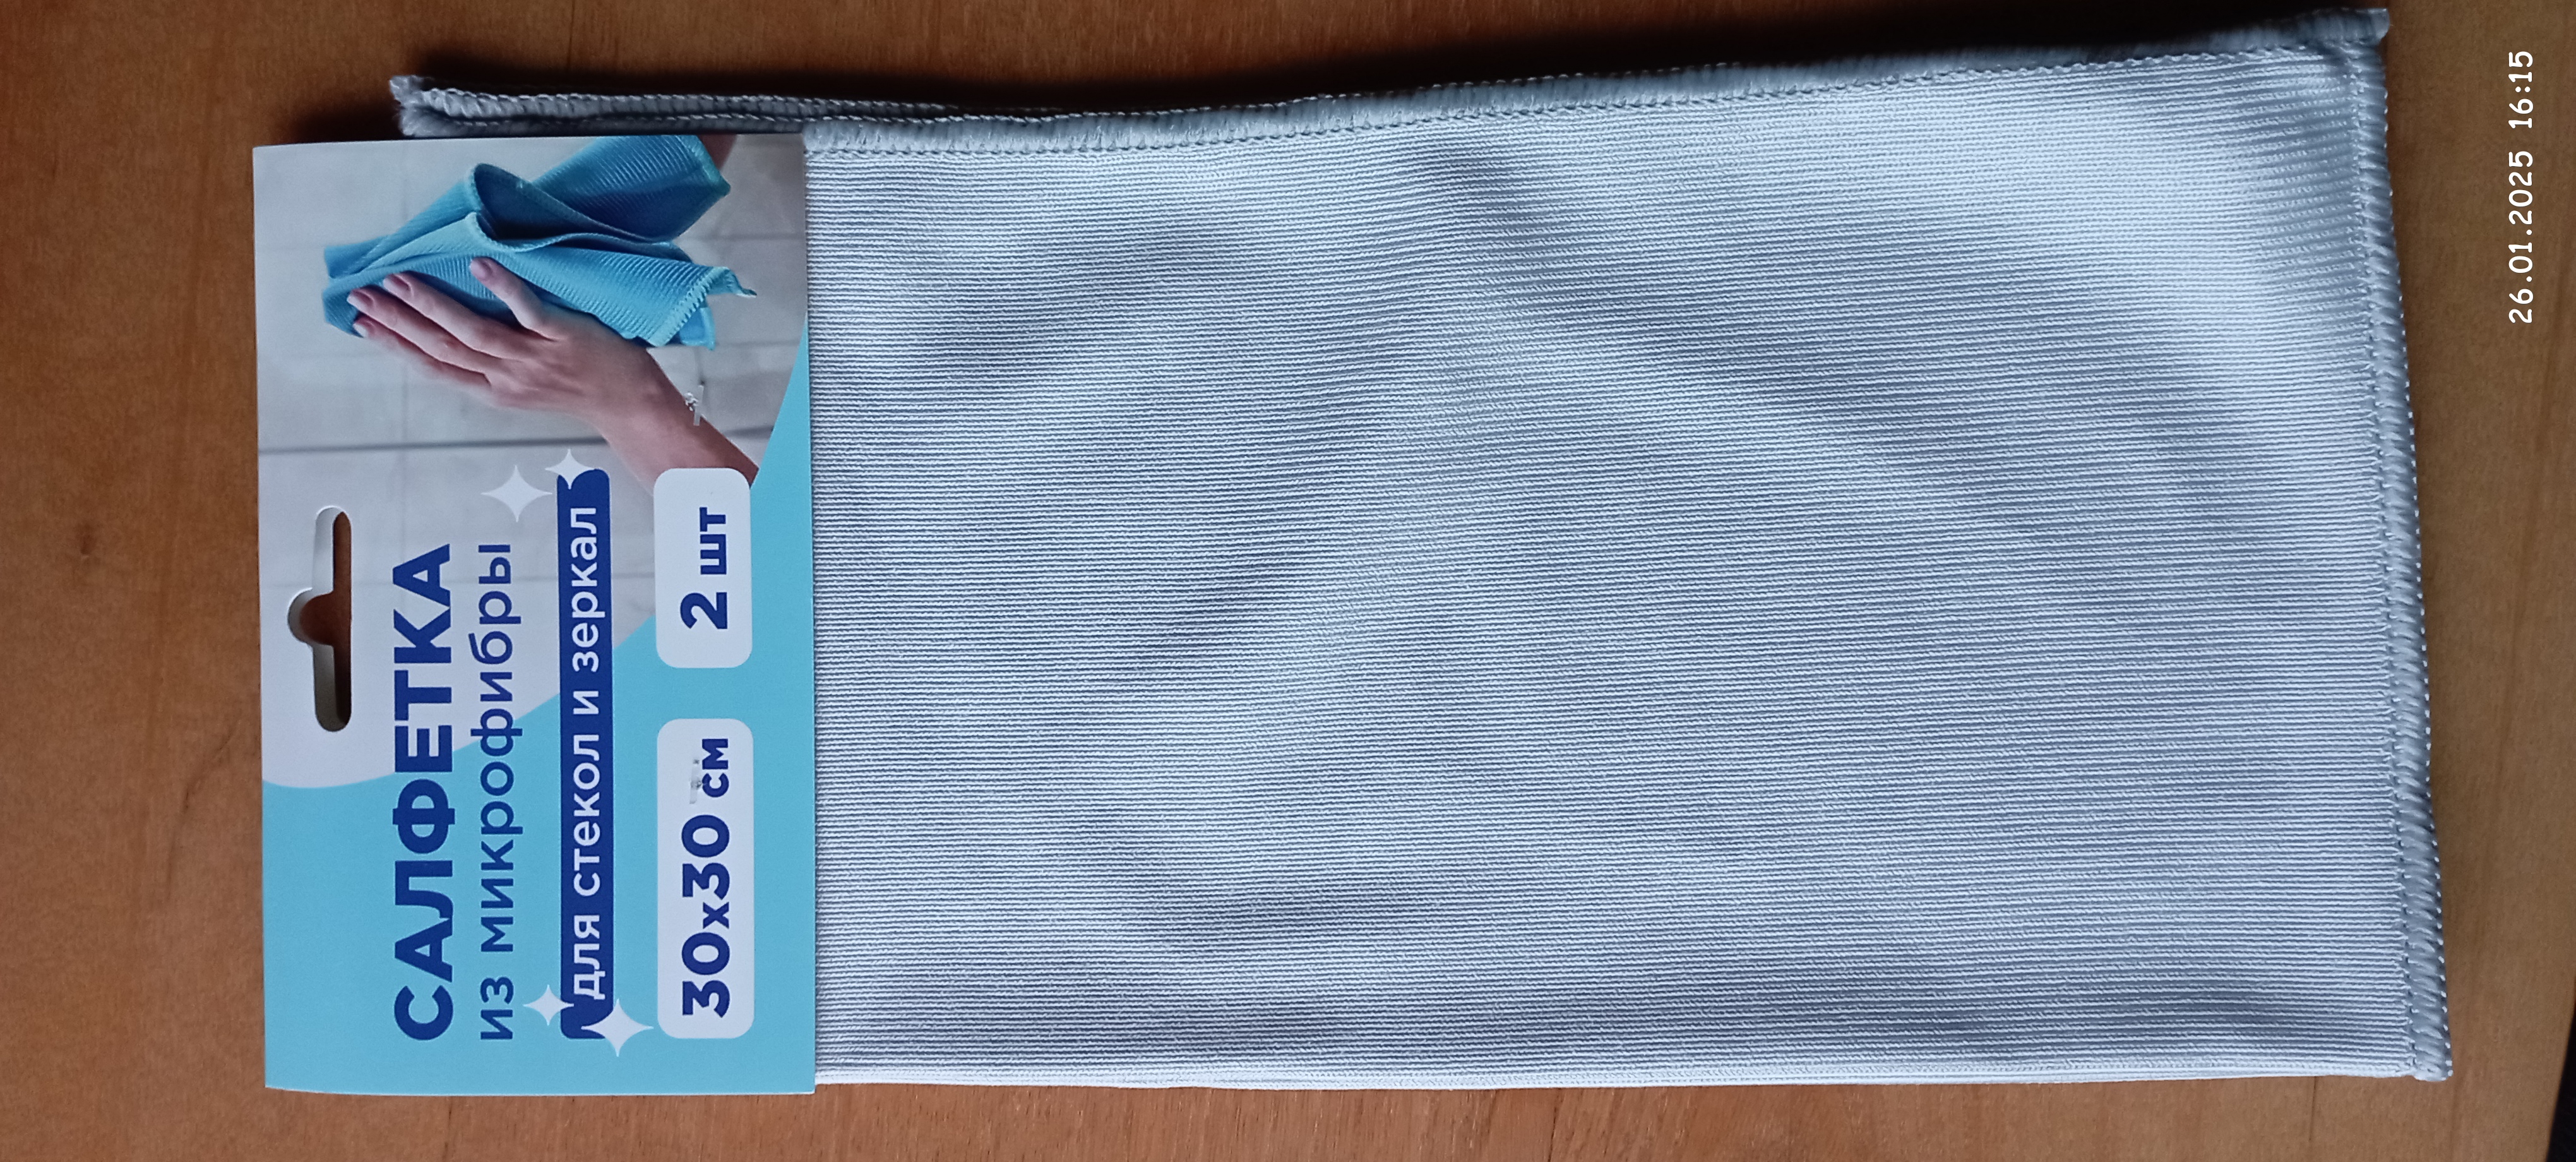 САЛФЕТКА
из микрофибры
для стекол и зеркал
30x30 см
2 шт
26.01.2025 16:15